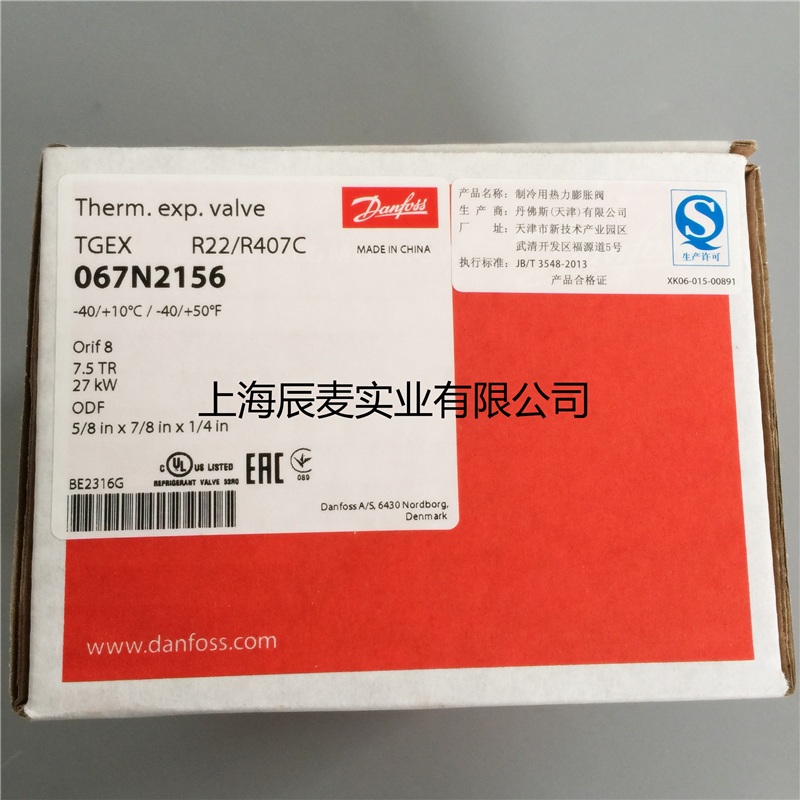 Therm. exp. valve
Danfoss
TGEX R22/R407C
MADE IN CHINA
067N2156
-40/+10°C / -40/+50°F
Orif 8
7.5 TR
27 kW
ODF
5/8 in x 7/8 in x 1/4 in
BE2316G
C UL US LISTED
REFRIGERANT VALVE 52RQ
EAC
089
Danfoss A/S, 6430 Nordborg,
Denmark
产品名称：制冷用热力膨胀阀
生产商：丹佛斯(天津)有限公司
厂址：天津市新技术产业园区
武清开发区福源道5号
执行标准：JB/T 3548-2013
产品合格证
生产许可
XK06-015-00891
上海辰麦实业有限公司
www.danfoss.com